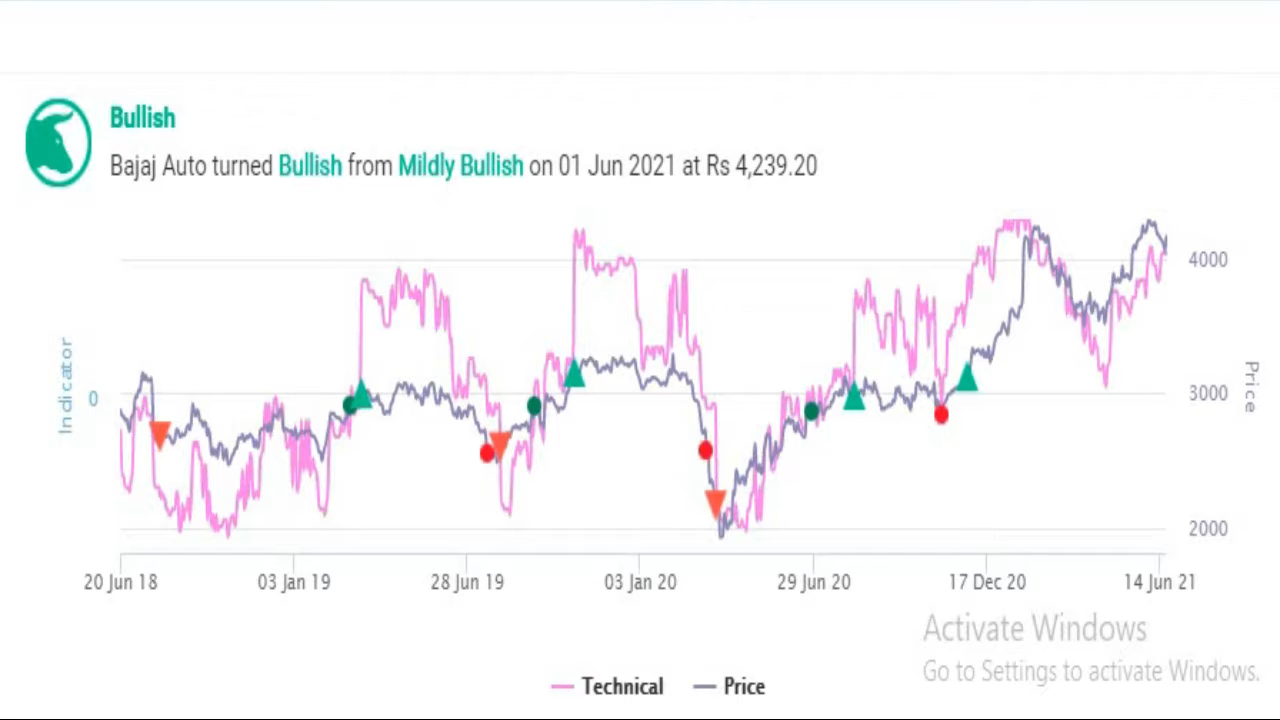 Bullish
Bajaj Auto turned Bullish from Mildly Bullish on 01 Jun 2021 at Rs 4,239.20
4000
Indicator
0
3000
Price
2000
20 Jun 18
03 Jan 19
28 Jun 19
03 Jan 20
29 Jun 20
17 Dec 20
14 Jun 21
Activate Windows
Go to Settings to activate Windows.
Technical
Price